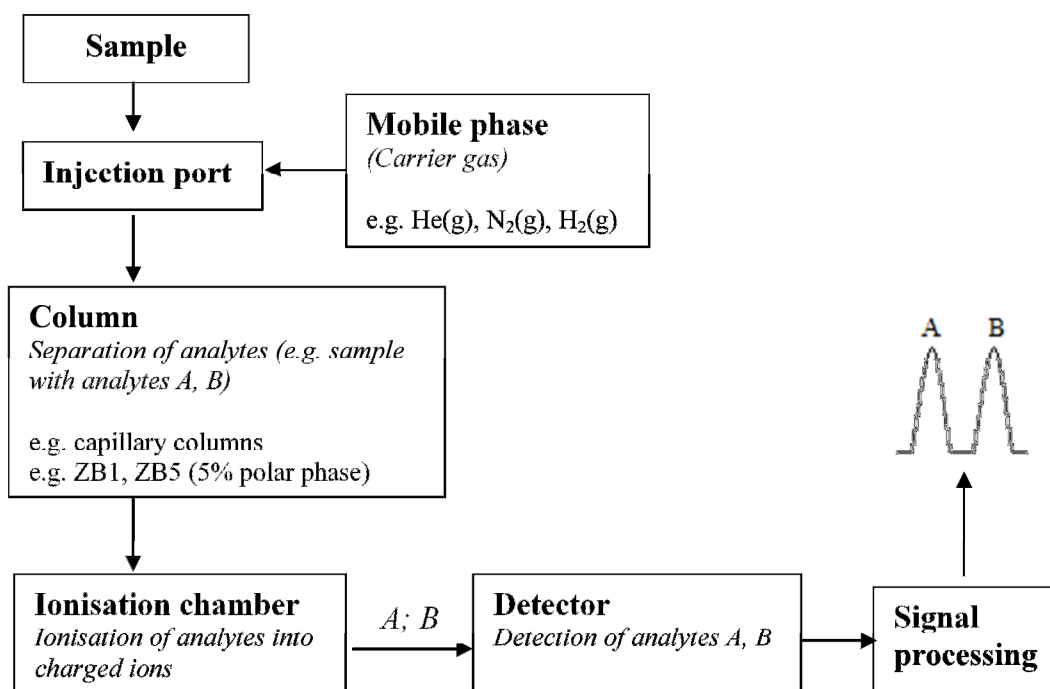 Sample
Mobile phase
(Carrier gas)
e.g. He(g), N₂(g), H₂(g)
Injection port
Column
Separation of analytes (e.g. sample
with analytes A, B)
e.g. capillary columns
e.g. ZB1, ZB5 (5% polar phase)
A B
Ionisation chamber
Ionisation of analytes into
charged ions
A; B
Detector
Detection of analytes A, B
Signal
processing